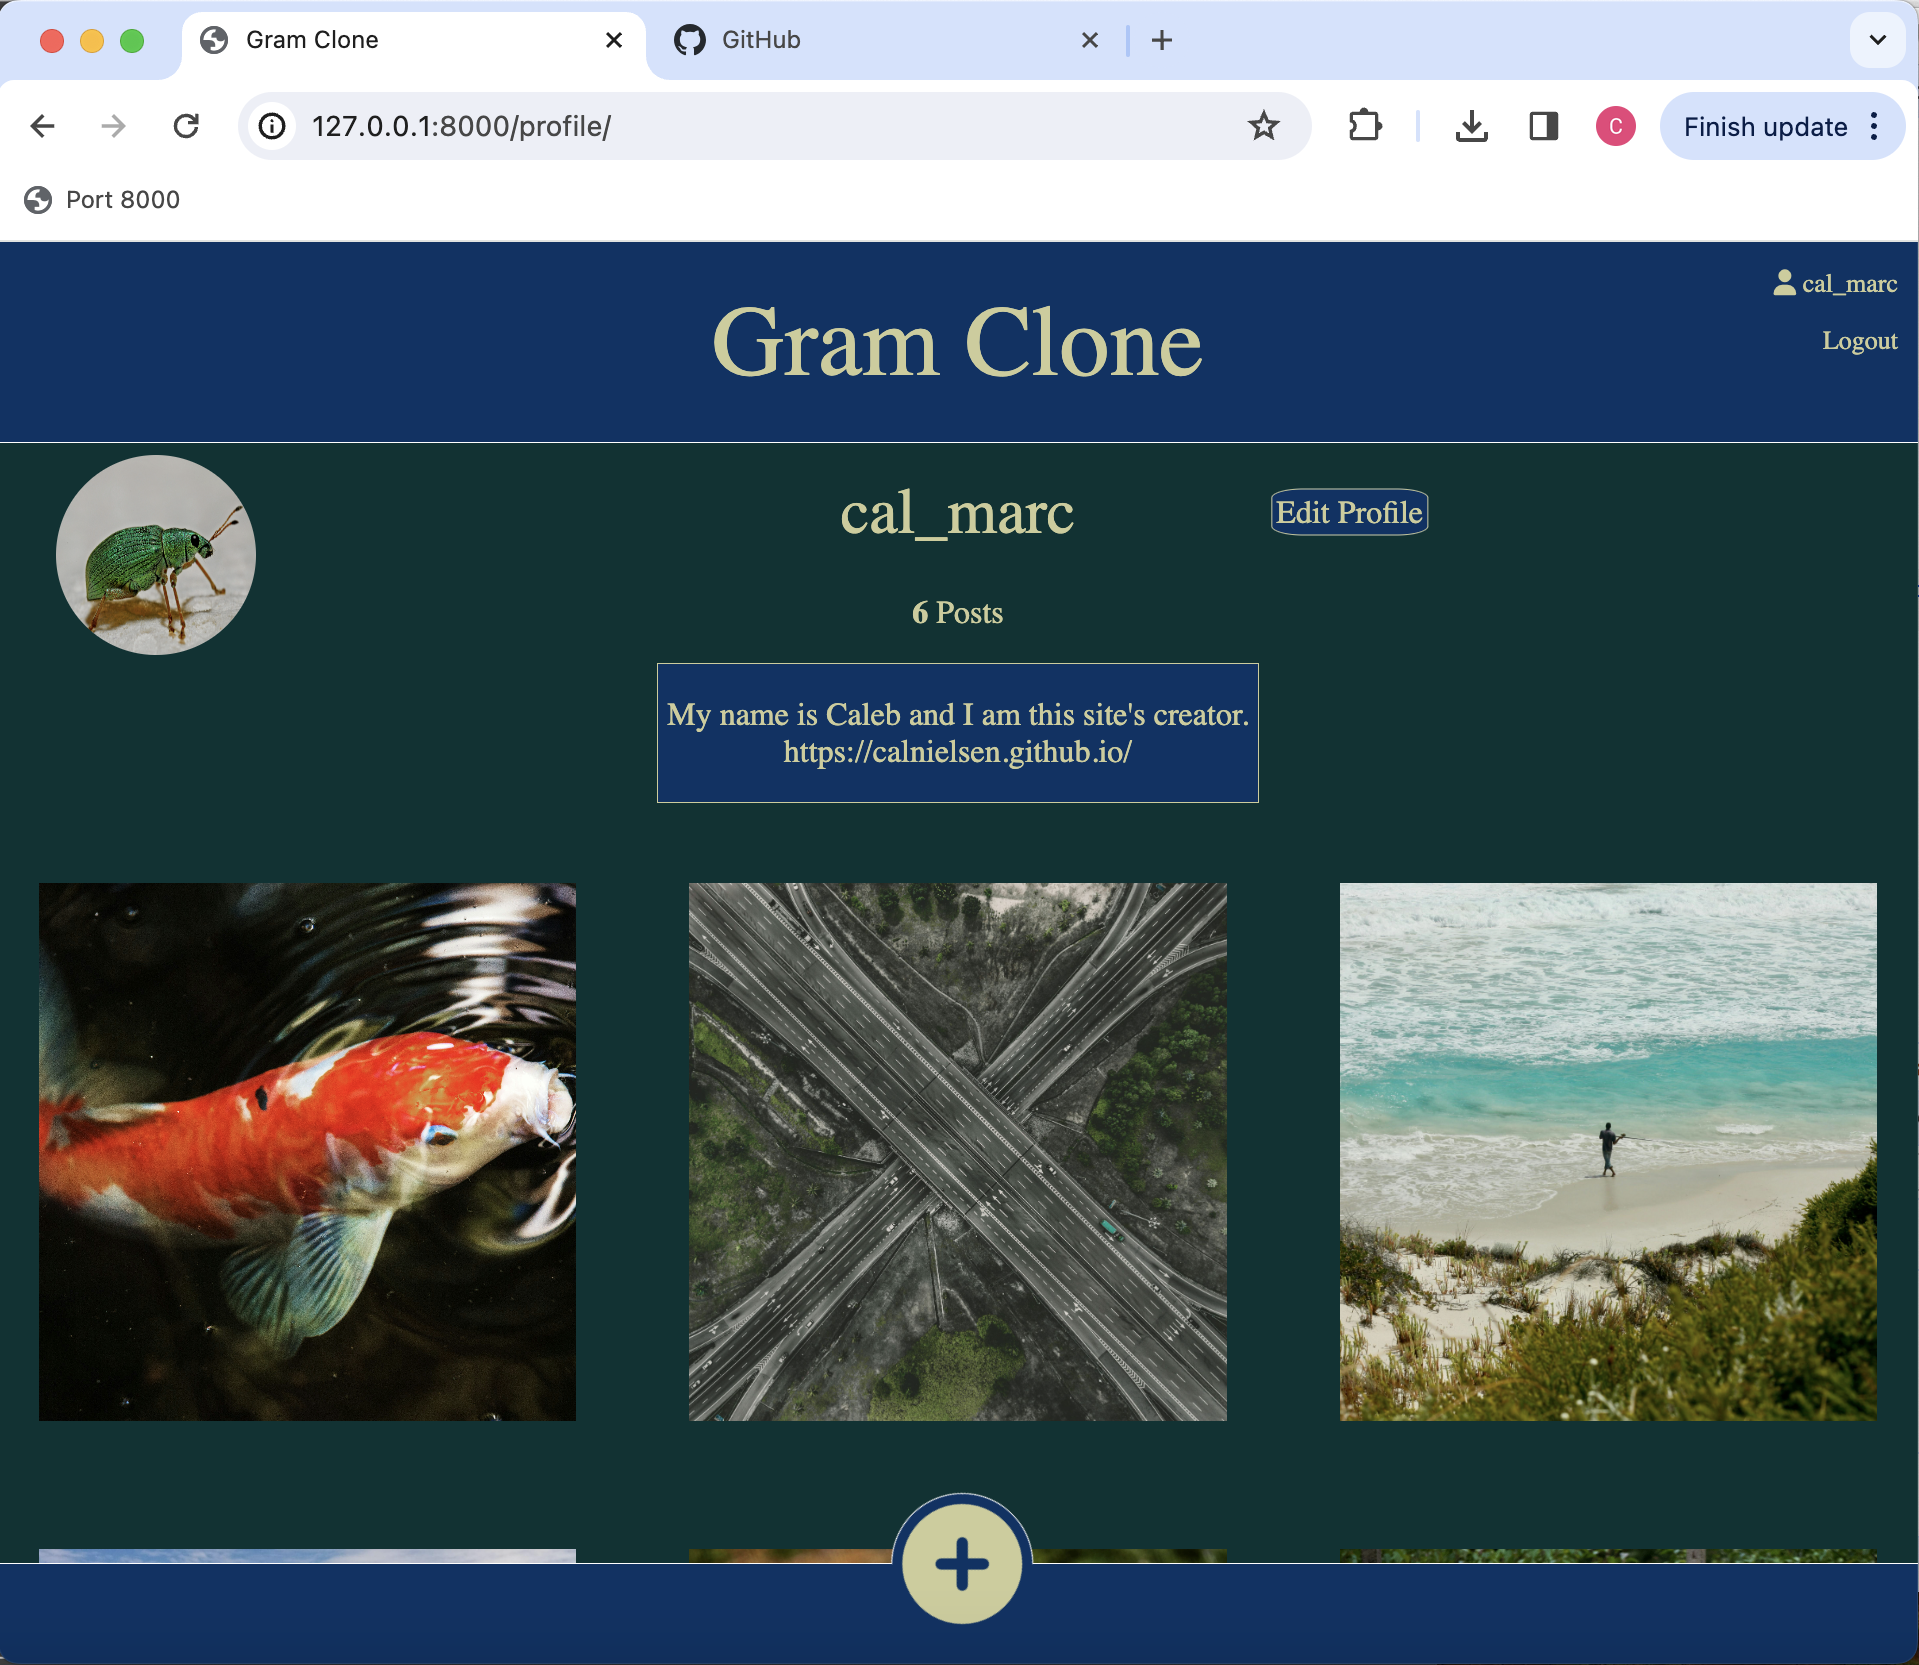 Gram Clone
GitHub
127.0.0.1:8000/profile/
C
Finish update
Port 8000
cal_marc
Logout
Gram Clone
cal_marc
Edit Profile
6 Posts
My name is Caleb and I am this site's creator.
https://calnielsen.github.io/